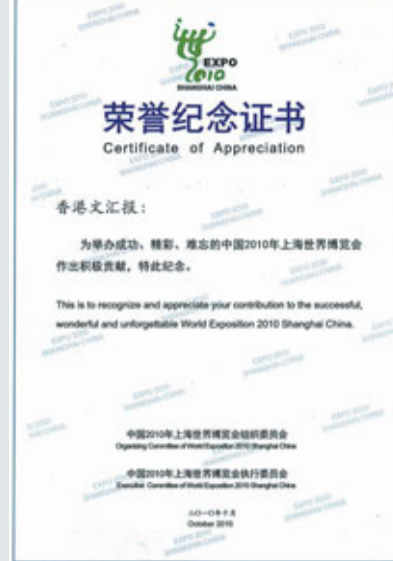 EXPO
2010
SHANGHAI CHINA
荣誉纪念证书
Certificate of Appreciation
香港文汇报：
为举办成功、精彩、难忘的中国2010年上海世界博览会
作出积极贡献，特此纪念。
This is to recognize and appreciate your contribution to the successful,
wonderful and unforgettable World Exposition 2010 Shanghai China.
中国2010年上海世界博览会组织委员会
Organizing Committee of World Exposition 2010 Shanghai China
中国2010年上海世界博览会执行委员会
Executive Committee of World Exposition 2010 Shanghai China
二〇一〇年十月
October 2010